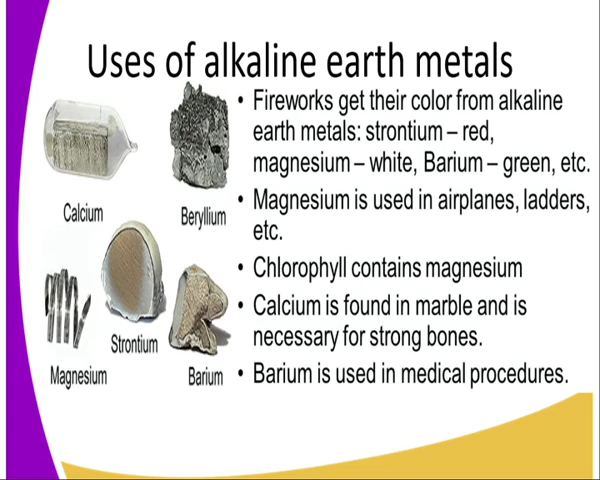 Uses of alkaline earth metals
• Fireworks get their color from alkaline
earth metals: strontium – red,
magnesium – white, Barium – green, etc.
• Magnesium is used in airplanes, ladders,
etc.
• Chlorophyll contains magnesium
• Calcium is found in marble and is
necessary for strong bones.
• Barium is used in medical procedures.
Calcium
Beryllium
Strontium
Magnesium
Barium